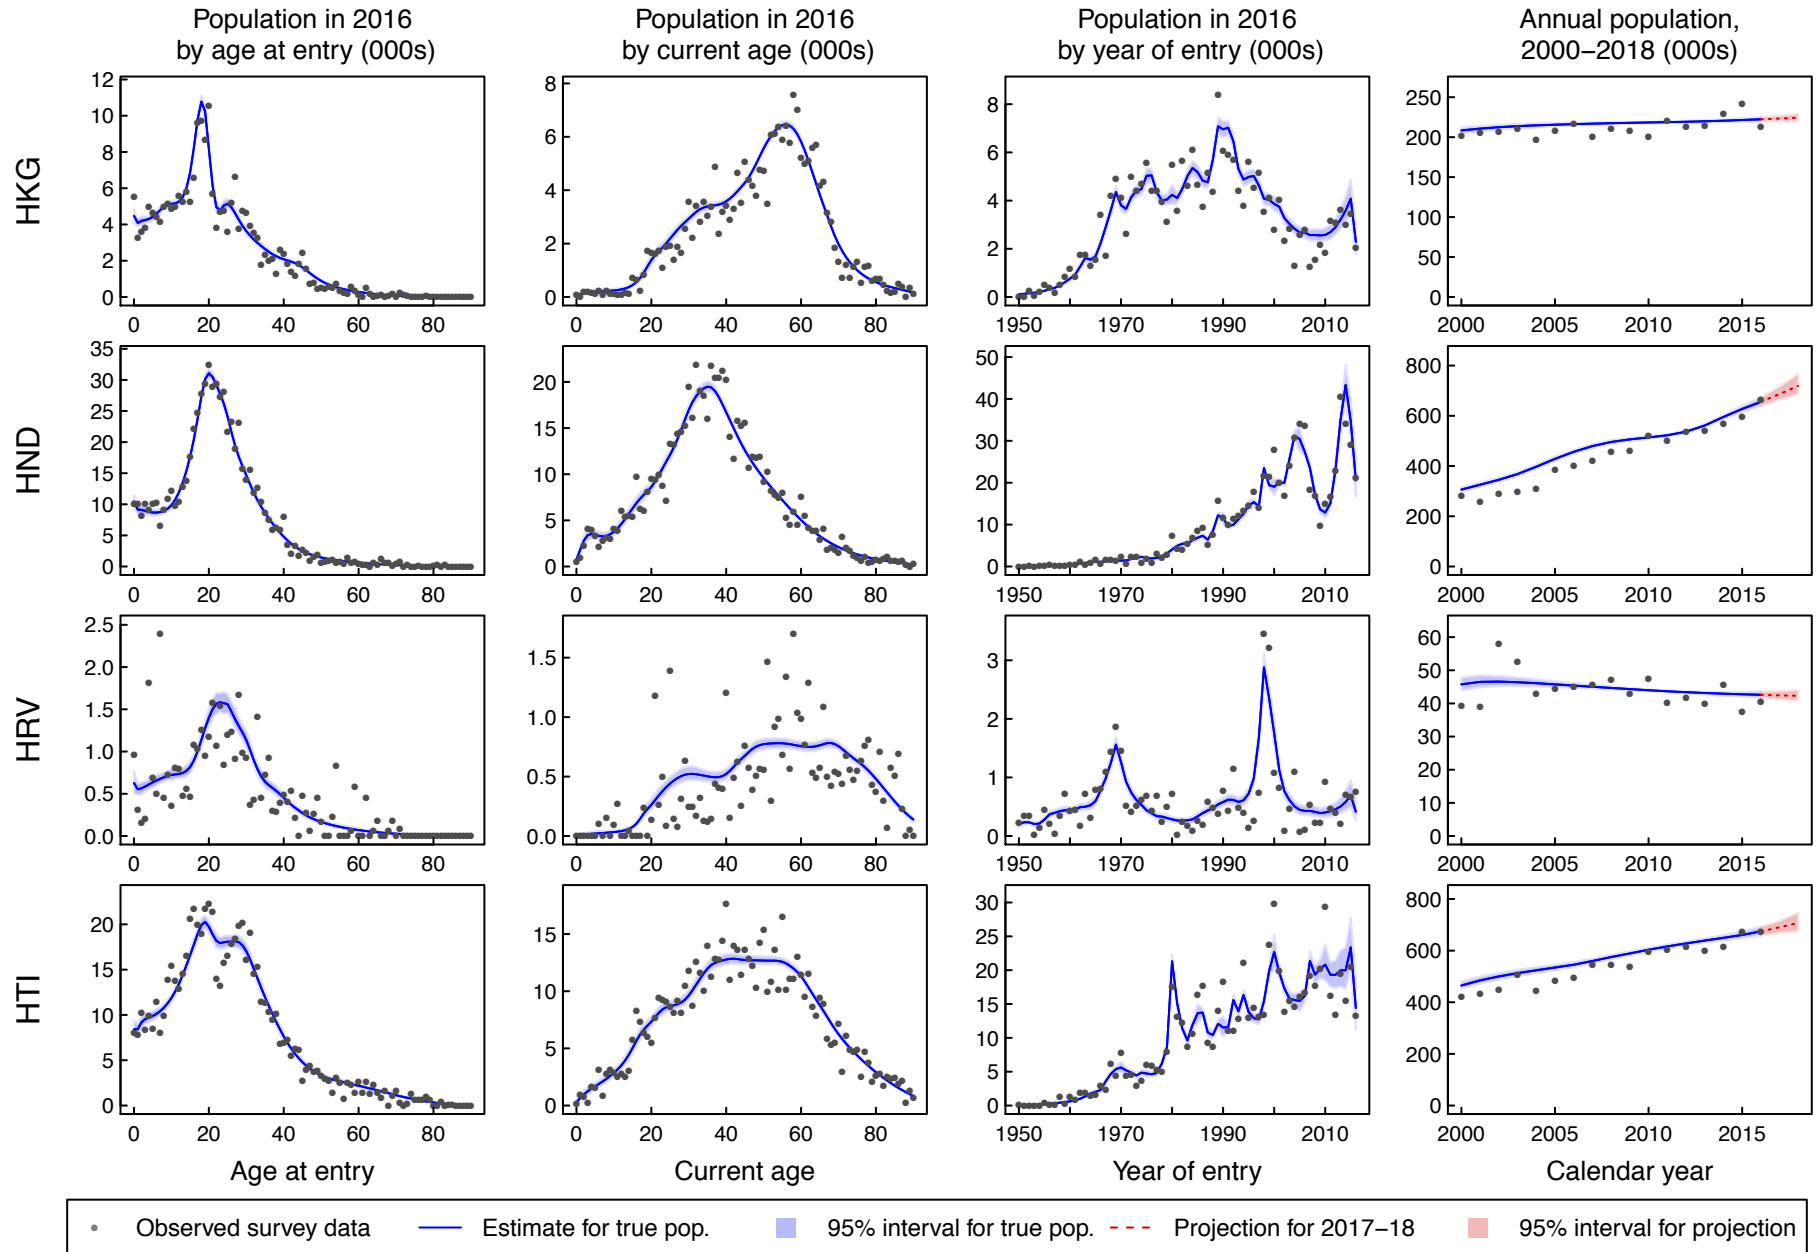 Population in 2016
by age at entry (000s)
Population in 2016
by current age (000s)
Population in 2016
by year of entry (000s)
Annual population,
2000−2018 (000s)
HKG
12
10
8
6
4
2
0
0 20 40 60 80
8
6
4
2
0
0 20 40 60 80
8
6
4
2
0
1950 1970 1990 2010
250
200
150
100
50
0
2000 2005 2010 2015
HND
35
30
25
20
15
10
5
0
0 20 40 60 80
20
15
10
5
0
0 20 40 60 80
50
40
30
20
10
0
1950 1970 1990 2010
800
600
400
200
0
2000 2005 2010 2015
HRV
2.5
2.0
1.5
1.0
0.5
0.0
0 20 40 60 80
1.5
1.0
0.5
0.0
0 20 40 60 80
3
2
1
0
1950 1970 1990 2010
60
50
40
30
20
10
0
2000 2005 2010 2015
HTI
20
15
10
5
0
0 20 40 60 80
15
10
5
0
0 20 40 60 80
30
25
20
15
10
5
0
1950 1970 1990 2010
800
600
400
200
0
2000 2005 2010 2015
Age at entry
Current age
Year of entry
Calendar year
Observed survey data
Estimate for true pop.
95% interval for true pop.
Projection for 2017−18
95% interval for projection